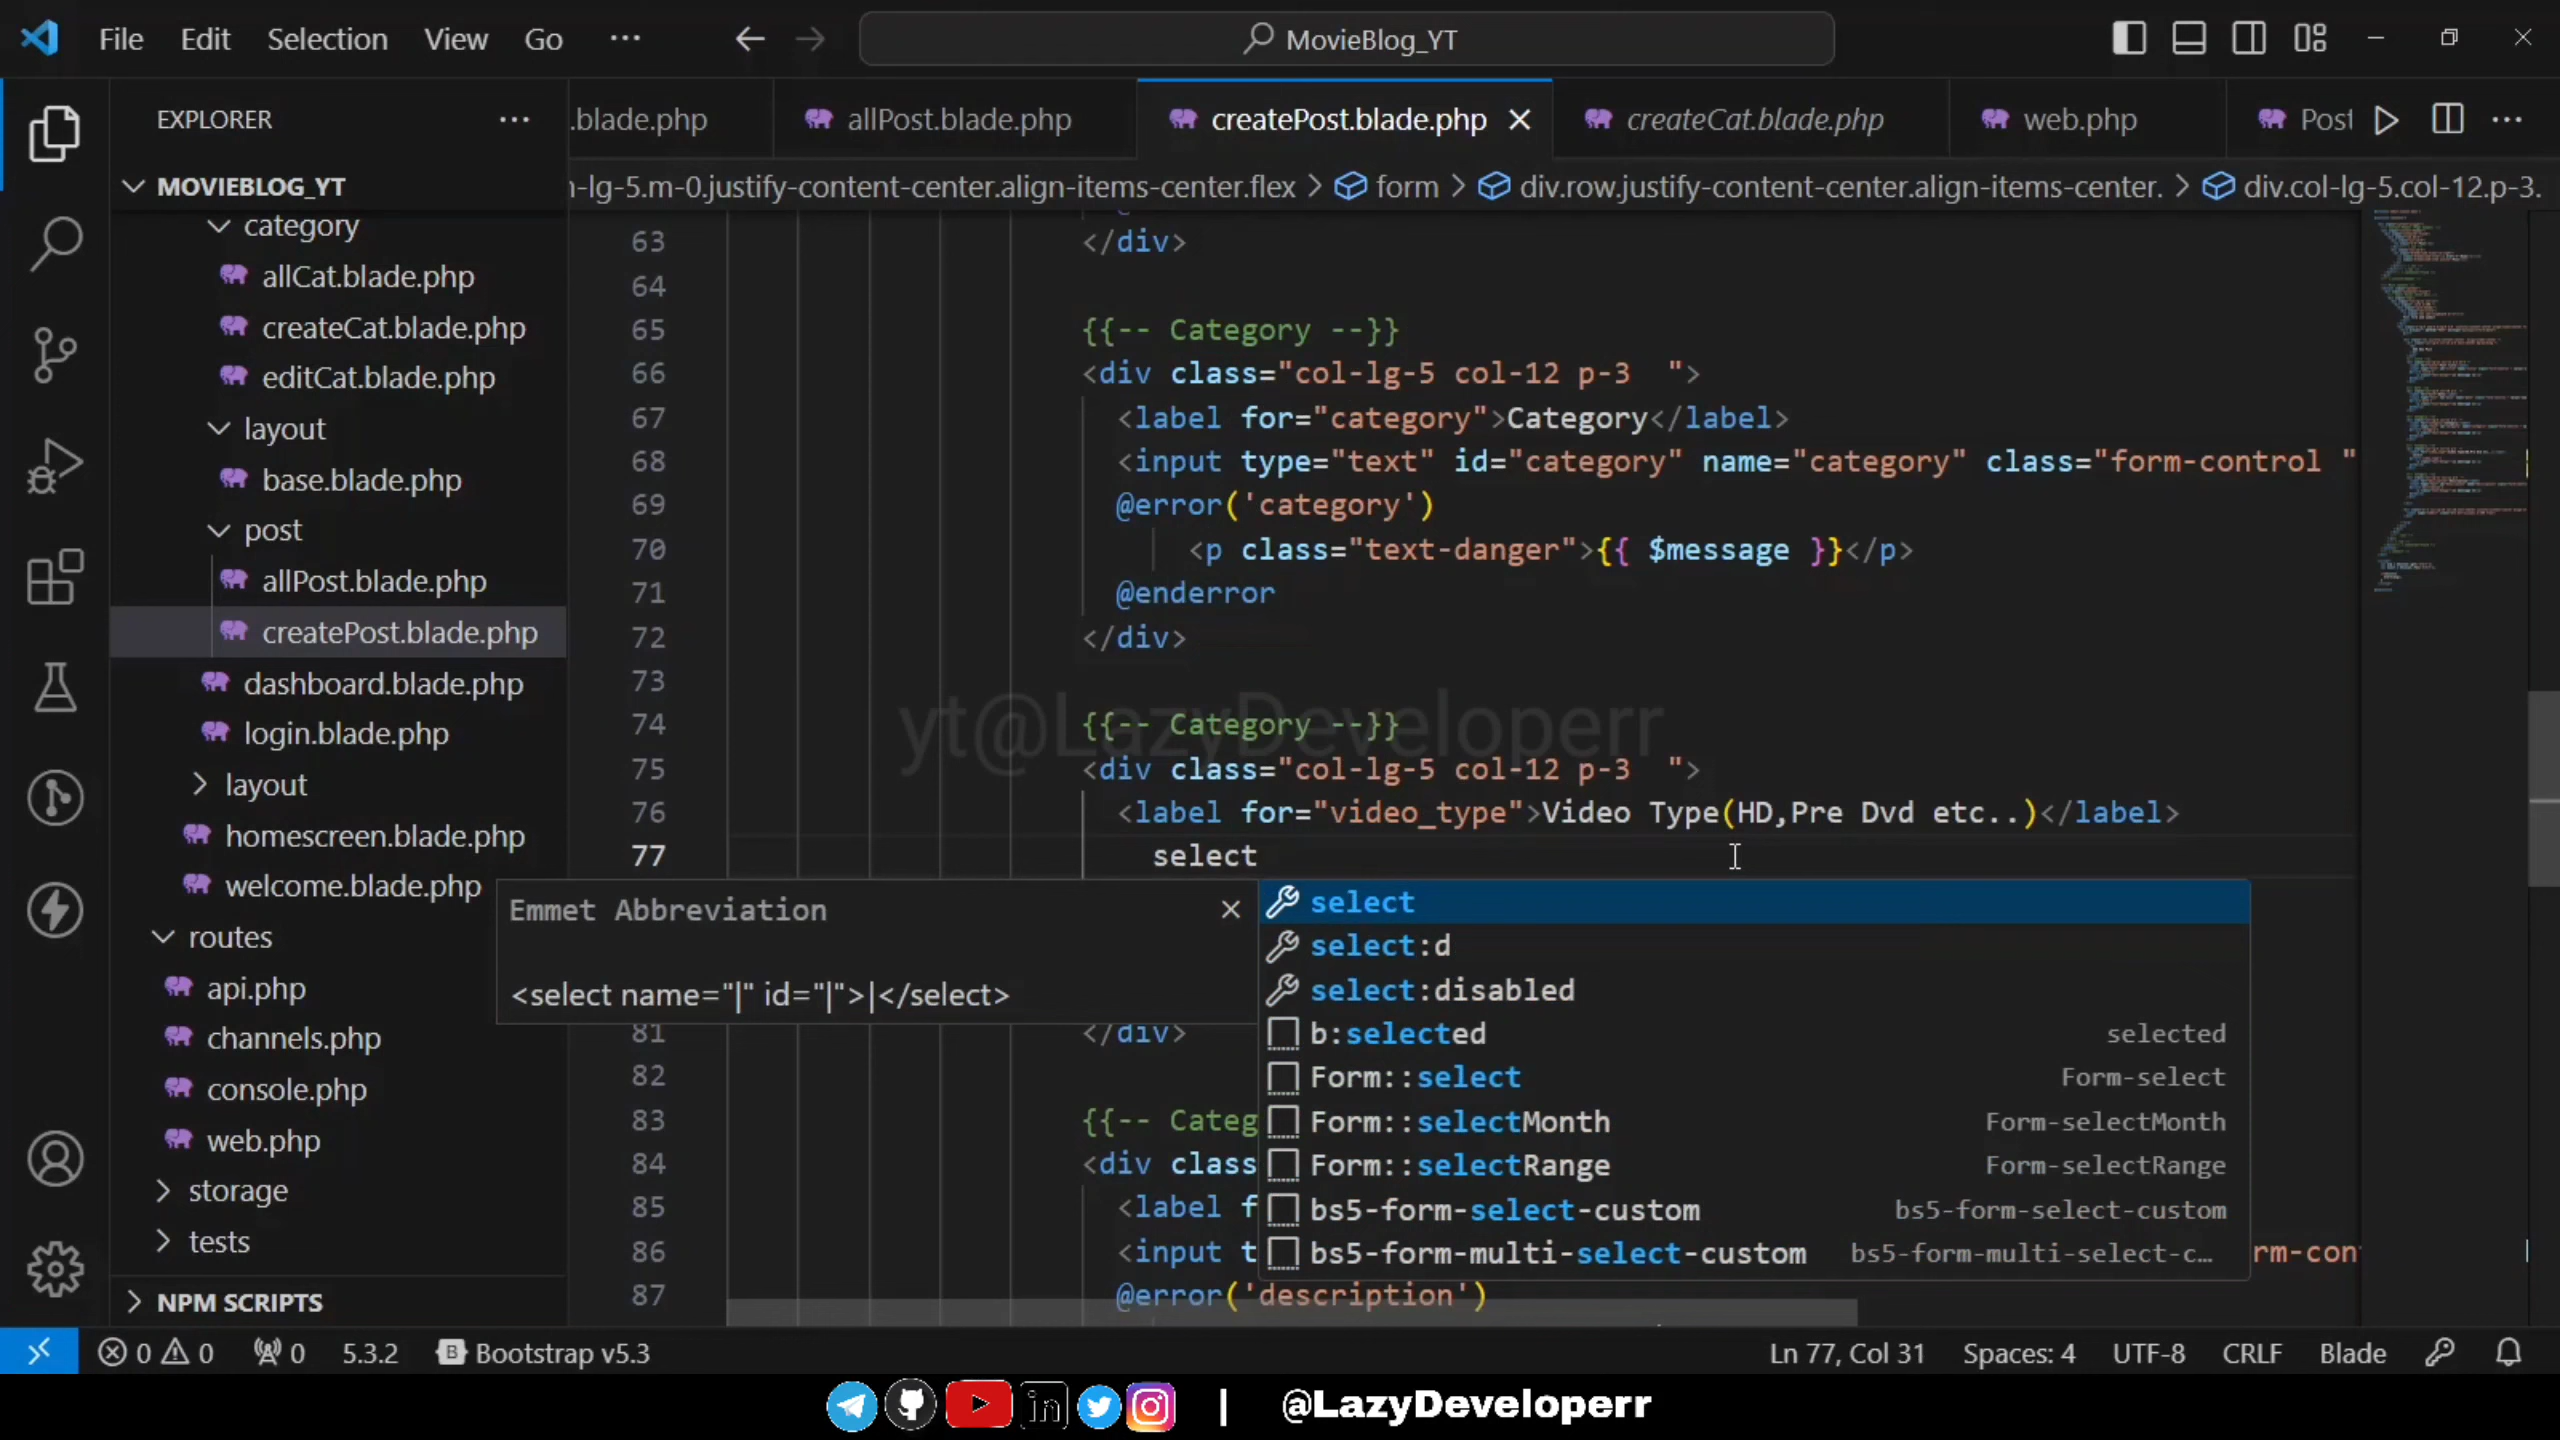 File Edit Selection View Go ··· MovieBlog_YT
EXPLORER ···
MOVIEBLOG_YT
category
allCat.blade.php
createCat.blade.php
editCat.blade.php
layout
base.blade.php
post
allPost.blade.php
createPost.blade.php
dashboard.blade.php
login.blade.php
layout
homescreen.blade.php
welcome.blade.php
routes
api.php
channels.php
console.php
web.php
storage
tests
NPM SCRIPTS
.blade.php allPost.blade.php createPost.blade.php createCat.blade.php web.php Post ···
-lg-5.m-0.justify-content-center.align-items-center.flex > form > div.row.justify-content-center.align-items-center. > div.col-lg-5.col-12.p-3.
63 </div>
64
65 {{-- Category --}}
66 <div class="col-lg-5 col-12 p-3  ">
67 <label for="category">Category</label>
68 <input type="text" id="category" name="category" class="form-control "
69 @error('category')
70 <p class="text-danger">{{ $message }}</p>
71 @enderror
72 </div>
73
yt@LazyDeveloperr
74 {{-- Category --}}
75 <div class="col-lg-5 col-12 p-3  ">
76 <label for="video_type">Video Type(HD,Pre Dvd etc..)</label>
77 select
Emmet Abbreviation
<select name="|" id="|">|</select>
select
select:d
select:disabled
b:selected selected
Form::select Form-select
Form::selectMonth Form-selectMonth
Form::selectRange Form-selectRange
bs5-form-select-custom bs5-form-select-custom
bs5-form-multi-select-custom bs5-form-multi-select-c…
81 </div>
82
83 {{-- Categ
84 <div class
85 <label f
86 <input t rm-con
87 @error('description')
0 0 0 5.3.2 Bootstrap v5.3 Ln 77, Col 31 Spaces: 4 UTF-8 CRLF Blade
in | @LazyDeveloperr